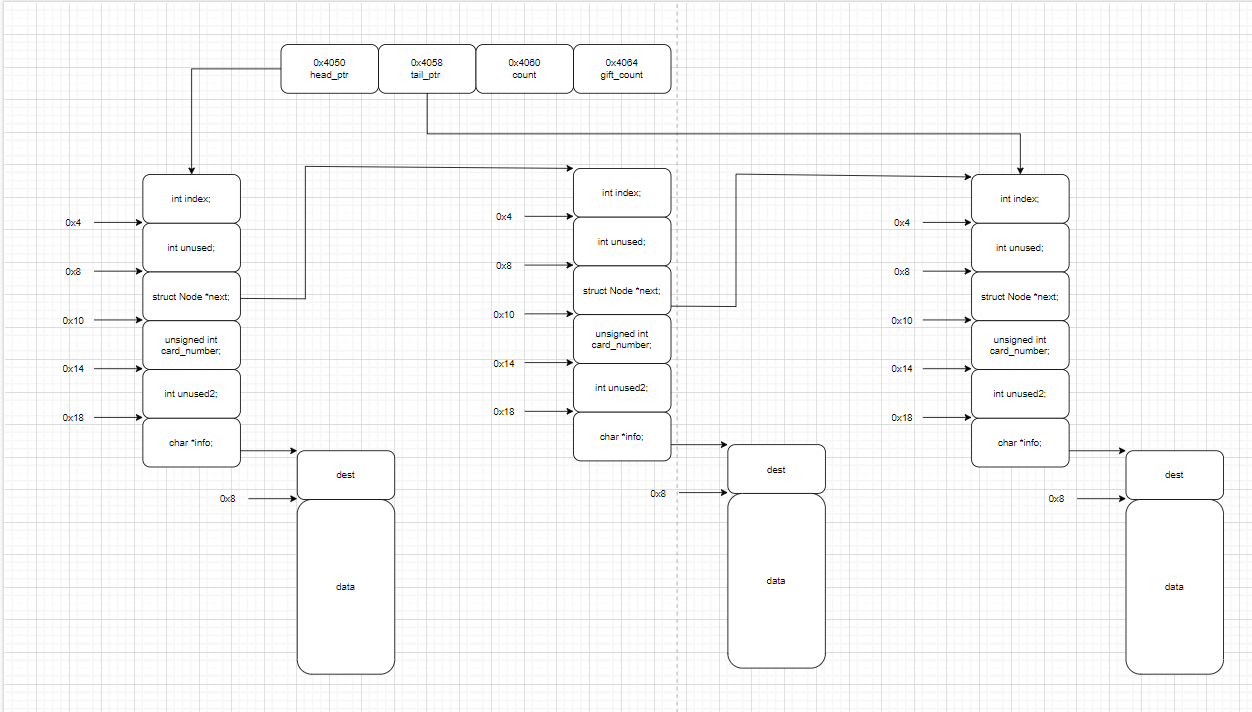 0x4050
head_ptr
0x4058
tail_ptr
0x4060
count
0x4064
gift_count
int index;
0x4
int unused;
0x8
struct Node *next;
0x10
unsigned int
card_number;
0x14
int unused2;
0x18
char *info;
dest
0x8
data
int index;
0x4
int unused;
0x8
struct Node *next;
0x10
unsigned int
card_number;
0x14
int unused2;
0x18
char *info;
dest
0x8
data
int index;
0x4
int unused;
0x8
struct Node *next;
0x10
unsigned int
card_number;
0x14
int unused2;
0x18
char *info;
dest
0x8
data